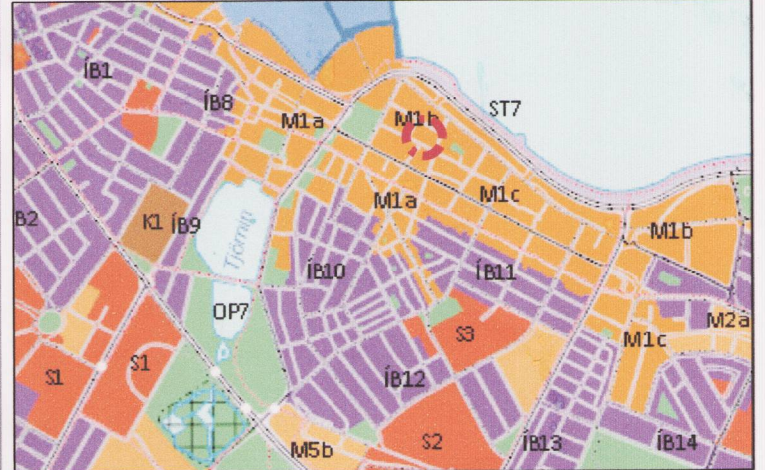 ÍB1
ÍB8
M1a
M1b
ST7
M1a
M1c
B2
K1
ÍB9
Tjörnin
M1b
ÍB10
ÍB11
OP7
M2a
S3
M1c
S1
S1
ÍB12
M5b
S2
ÍB13
ÍB14